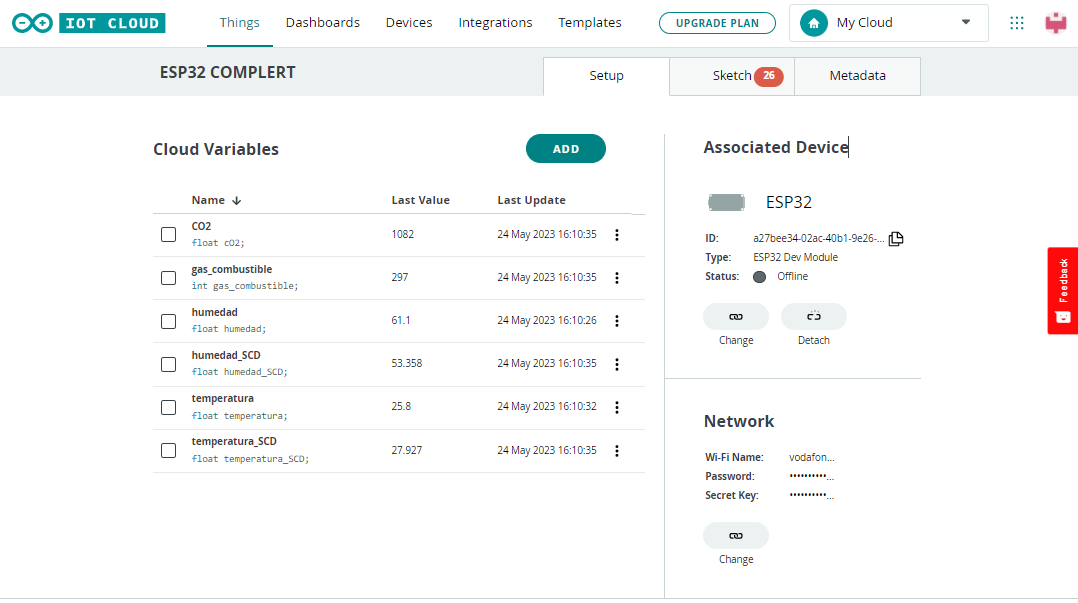 IOT CLOUD
Things Dashboards Devices Integrations Templates UPGRADE PLAN My Cloud
ESP32 COMPLERT Setup Sketch 26 Metadata
Cloud Variables ADD
Name Last Value Last Update
CO2
float cO2; 1082 24 May 2023 16:10:35
gas_combustible
int gas_combustible; 297 24 May 2023 16:10:35
humedad
float humedad; 61.1 24 May 2023 16:10:26
humedad_SCD
float humedad_SCD; 53.358 24 May 2023 16:10:35
temperatura
float temperatura; 25.8 24 May 2023 16:10:32
temperatura_SCD
float temperatura_SCD; 27.927 24 May 2023 16:10:35
Associated Device
ESP32
ID: a27bee34-02ac-40b1-9e26-...
Type: ESP32 Dev Module
Status: Offline
Change Detach
Network
Wi-Fi Name: vodafon...
Password: ••••••••••...
Secret Key: ••••••••••...
Change
Feedback